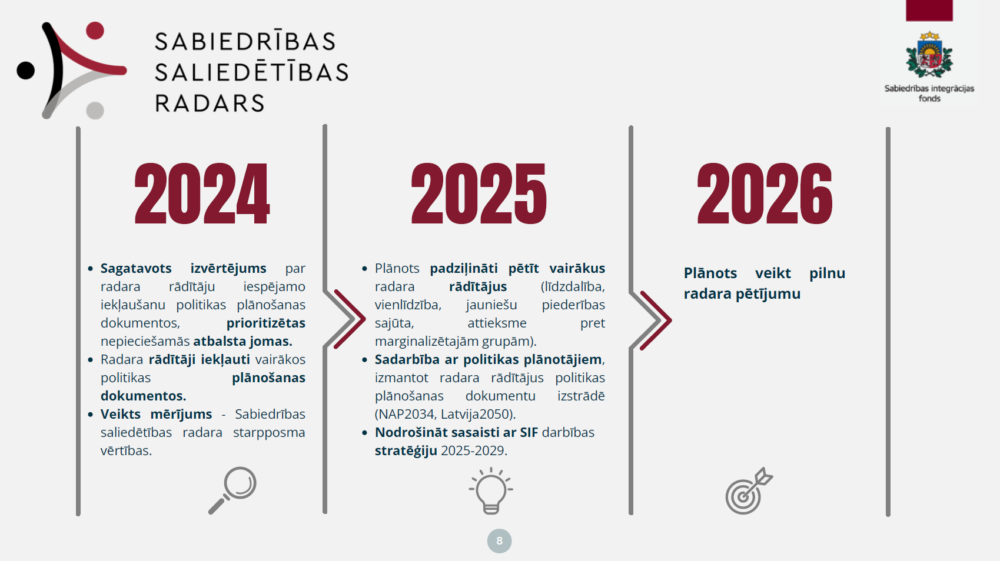 SABIEDRĪBAS
SALIEDĒTĪBAS
RADARS
Sabiedrības integrācijas
fonds
2024
• Sagatavots izvērtējums par
radara rādītāju iespējamo
iekļaušanu politikas plānošanas
dokumentos, prioritizētas
nepieciešamās atbalsta jomas.
• Radara rādītāji iekļauti vairākos
politikas plānošanas
dokumentos.
• Veikts mērījums - Sabiedrības
saliedētības radara starpposma
vērtības.
2025
• Plānots padziļināti pētīt vairākus
radara rādītājus (līdzdalība,
vienlīdzība, jauniešu piederības
sajūta, attieksme pret
marginalizētajām grupām).
• Sadarbība ar politikas plānotājiem,
izmantot radara rādītājus politikas
plānošanas dokumentu izstrādē
(NAP2034, Latvija2050).
• Nodrošināt sasaisti ar SIF darbības
stratēģiju 2025-2029.
2026
Plānots veikt pilnu
radara pētījumu
8